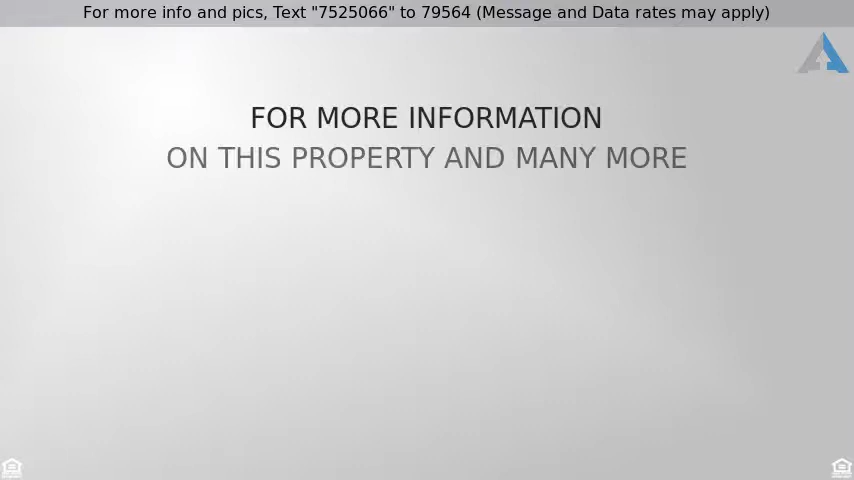 For more info and pics, Text "7525066" to 79564 (Message and Data rates may apply)
FOR MORE INFORMATION
ON THIS PROPERTY AND MANY MORE